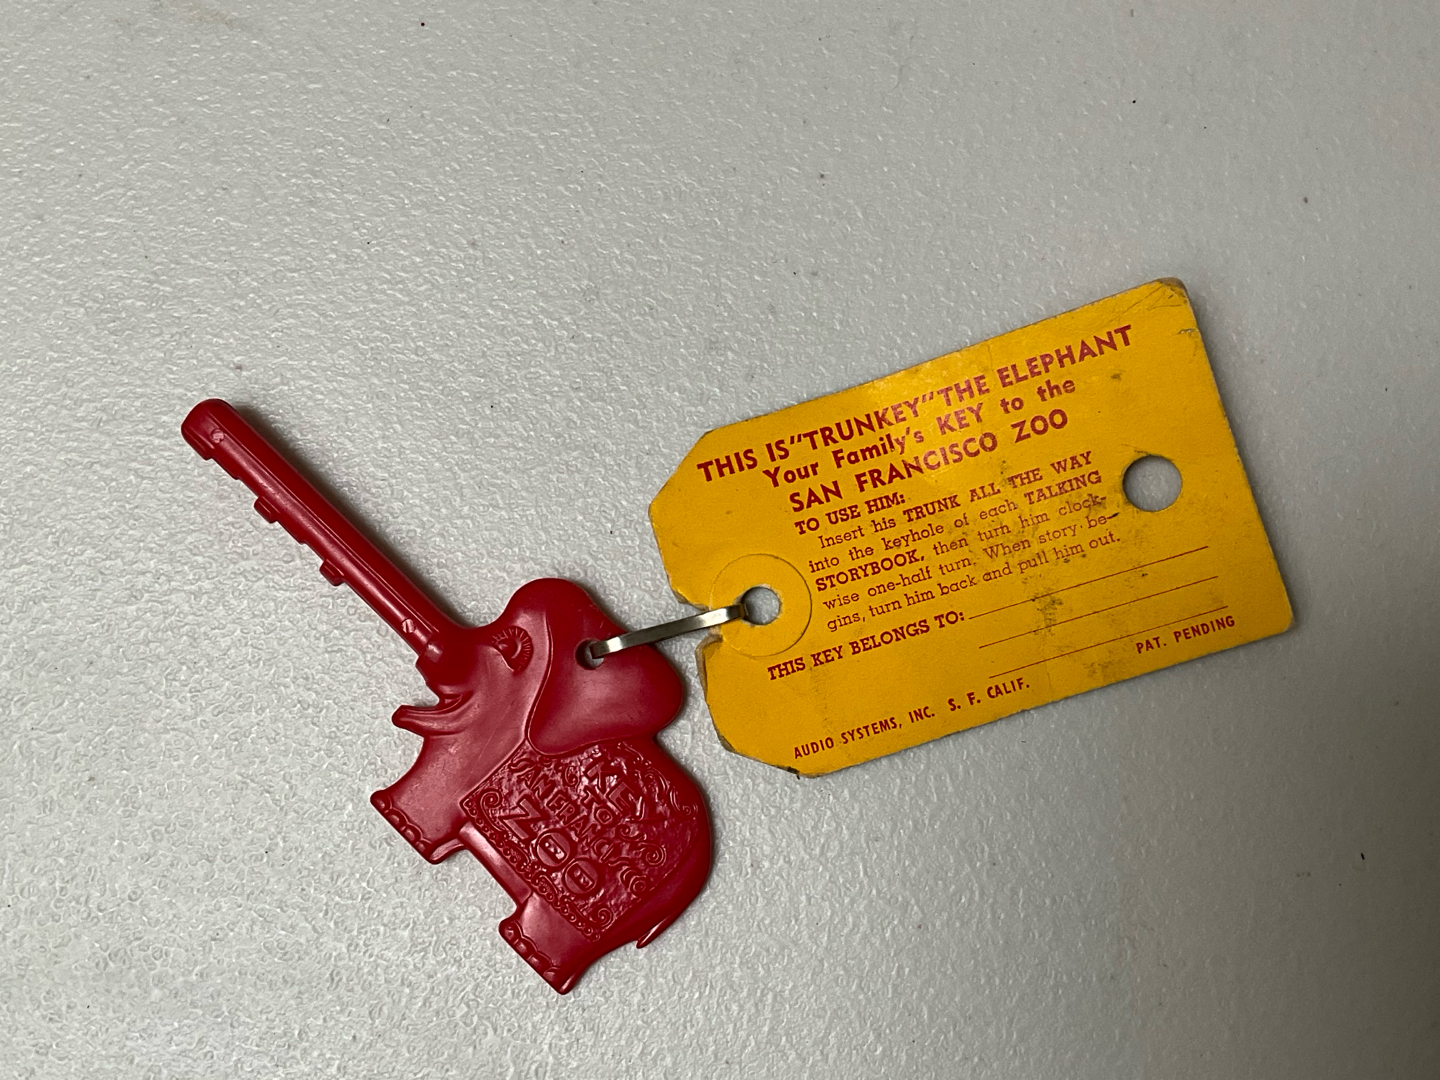 THIS IS "TRUNKEY" THE ELEPHANT
Your Family's KEY to the
SAN FRANCISCO ZOO
TO USE HIM:
Insert his TRUNK ALL THE WAY
into the keyhole of each TALKING
STORYBOOK, then turn him clock-
wise one-half turn. When story be-
gins, turn him back and pull him out.
THIS KEY BELONGS TO:
PAT. PENDING
AUDIO SYSTEMS, INC. S. F. CALIF.
KEY
TO
SAN FRANCISCO
ZOO